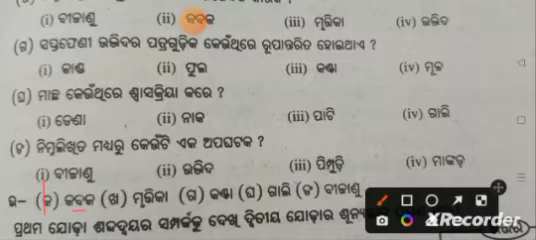 (i) ବୀଜାଣୁ (ii) କବକ (iii) ମୃତ୍ତିକା (iv) ଉଦ୍ଭିଦ
(ଗ) ସପ୍ତଫେଣୀ ଉଦ୍ଭିଦର ପତ୍ରଗୁଡ଼ିକ କେଉଁଥିରେ ରୂପାନ୍ତରିତ ହୋଇଥାଏ ?
(i) କାଣ୍ଡ (ii) ଫୁଲ (iii) କଣ୍ଟା (iv) ମୂଳ
(ଘ) ମାଛ କେଉଁଥିରେ ଶ୍ୱାସକ୍ରିୟା କରେ ?
(i) ଡେଣା (ii) ନାକ (iii) ପାଟି (iv) ଗାଲି
(ଙ) ନିମ୍ନଲିଖିତ ମଧ୍ୟରୁ କେଉଁଟି ଏକ ଅପଘଟକ ?
(i) ବୀଜାଣୁ (ii) ଉଦ୍ଭିଦ (iii) ପିମ୍ପୁଡ଼ି (iv) ମାଙ୍କଡ଼
ଉ- (କ) କବକ (ଖ) ମୃତ୍ତିକା (ଗ) କଣ୍ଟା (ଘ) ଗାଲି (ଙ) ବୀଜାଣୁ
ପ୍ରଥମ ଯୋଡ଼ା ଶବ୍ଦଦ୍ୱୟର ସମ୍ପର୍କକୁ ଦେଖି ଦ୍ୱିତୀୟ ଯୋଡ଼ାର
XRecorder